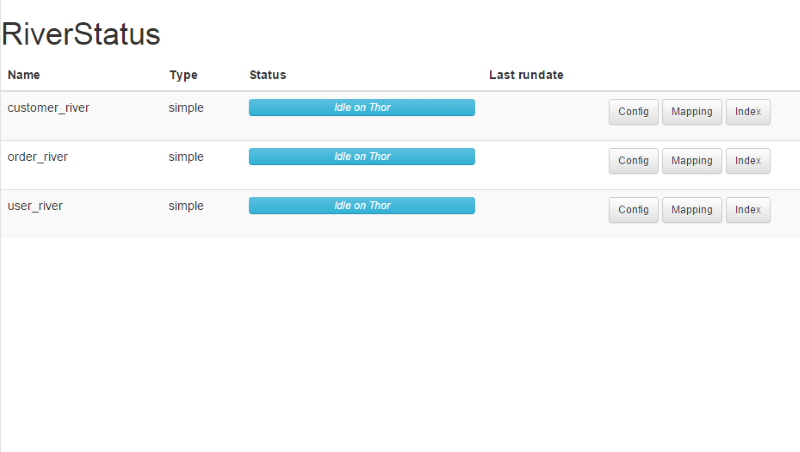 RiverStatus
Name Type Status Last rundate
customer_river simple Idle on Thor Config Mapping Index
order_river simple Idle on Thor Config Mapping Index
user_river simple Idle on Thor Config Mapping Index